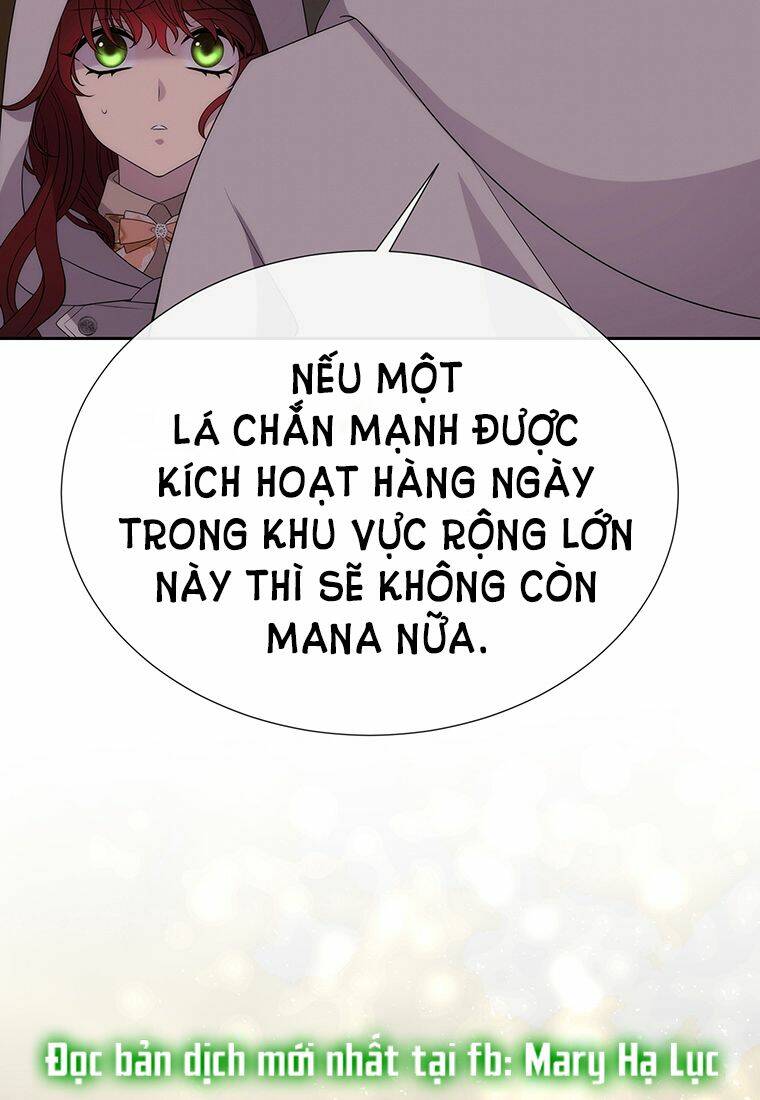 NẾU MỘT
LÁ CHẮN MẠNH ĐƯỢC
KÍCH HOẠT HÀNG NGÀY
TRONG KHU VỰC RỘNG LỚN
NÀY THÌ SẼ KHÔNG CÒN
MANA NỮA.
Đọc bản dịch mới nhất tại fb: Mary Hạ Lục